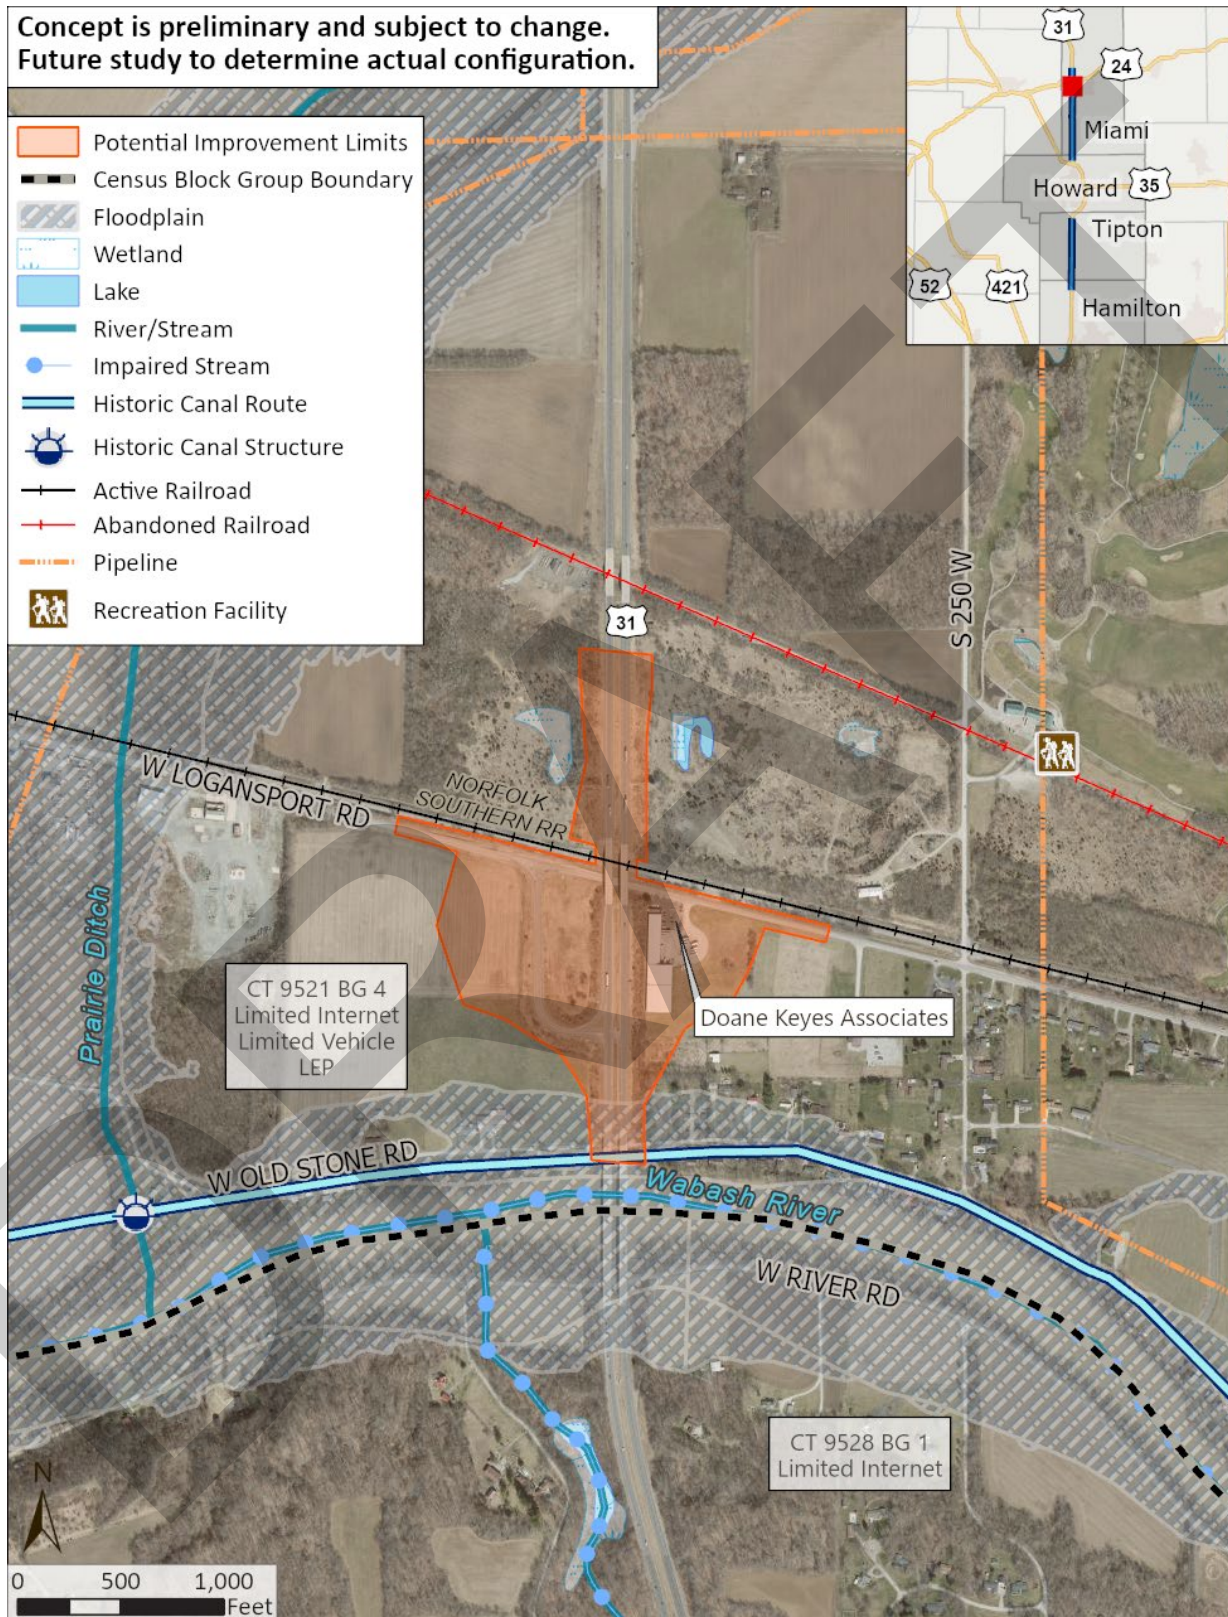 Concept is preliminary and subject to change.
Future study to determine actual configuration.
Potential Improvement Limits
Census Block Group Boundary
Floodplain
Wetland
Lake
River/Stream
Impaired Stream
Historic Canal Route
Historic Canal Structure
Active Railroad
Abandoned Railroad
Pipeline
Recreation Facility
31
24
Miami
Howard
35
Tipton
52
421
Hamilton
31
S 250 W
W LOGANSPORT RD
NORFOLK
SOUTHERN RR
Prairie Ditch
CT 9521 BG 4
Limited Internet
Limited Vehicle
LEP
Doane Keyes Associates
W OLD STONE RD
Wabash River
W RIVER RD
CT 9528 BG 1
Limited Internet
N
0 500 1,000
Feet
DRAFT